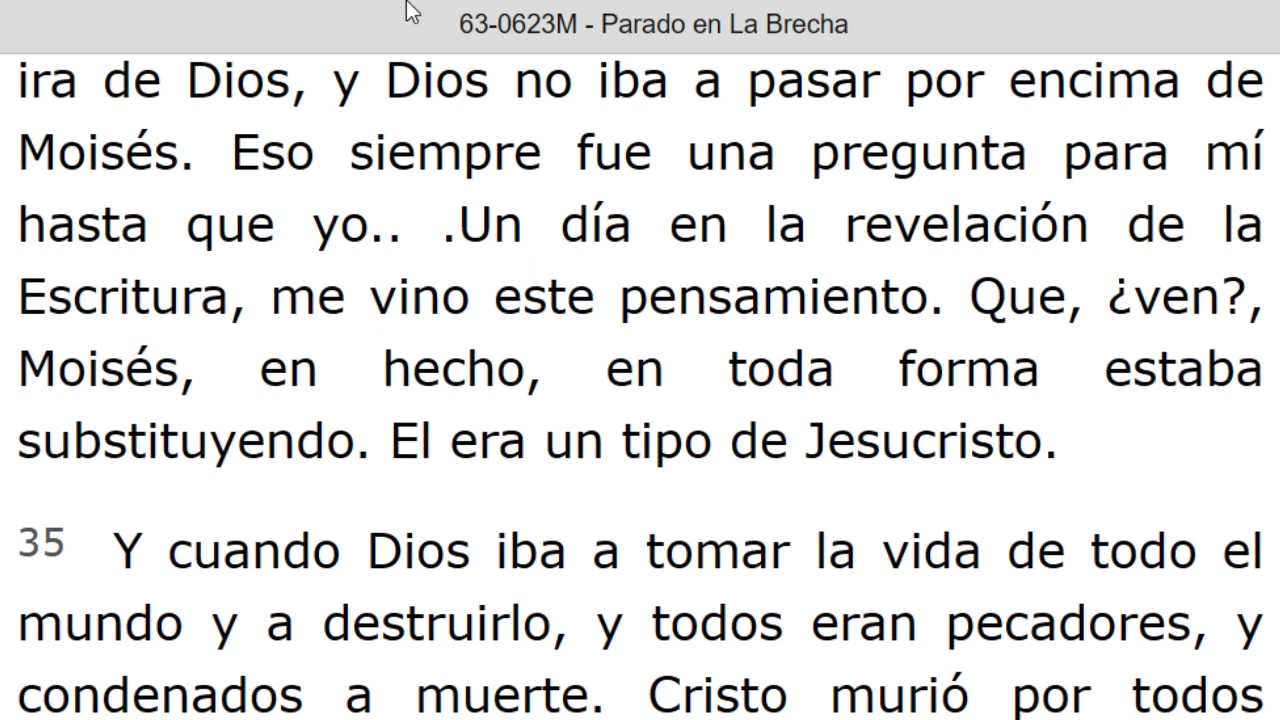 63-0623M - Parado en La Brecha
ira de Dios, y Dios no iba a pasar por encima de
Moisés. Eso siempre fue una pregunta para mí
hasta que yo.. .Un día en la revelación de la
Escritura, me vino este pensamiento. Que, ¿ven?,
Moisés, en hecho, en toda forma estaba
substituyendo. El era un tipo de Jesucristo.
35 Y cuando Dios iba a tomar la vida de todo el
mundo y a destruirlo, y todos eran pecadores, y
condenados a muerte. Cristo murió por todos